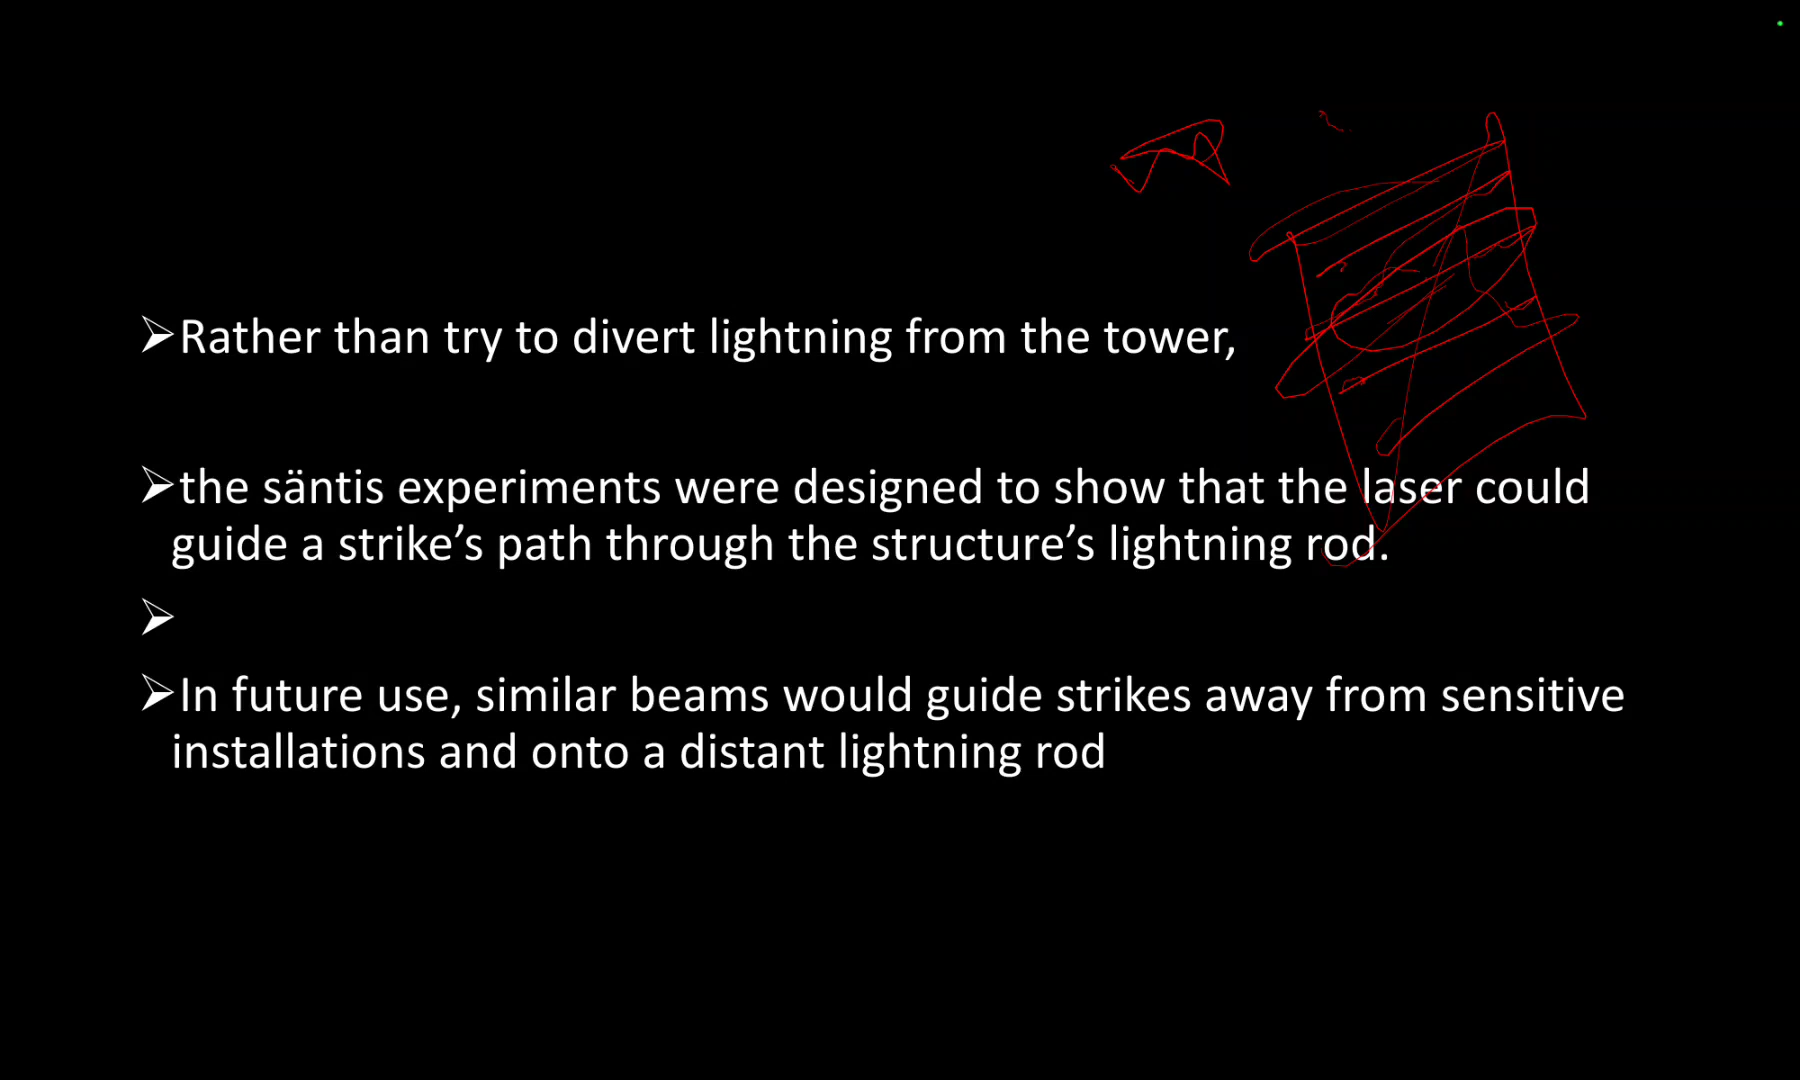 ➢Rather than try to divert lightning from the tower,
➢the säntis experiments were designed to show that the laser could
guide a strike’s path through the structure’s lightning rod.
➢
➢In future use, similar beams would guide strikes away from sensitive
installations and onto a distant lightning rod